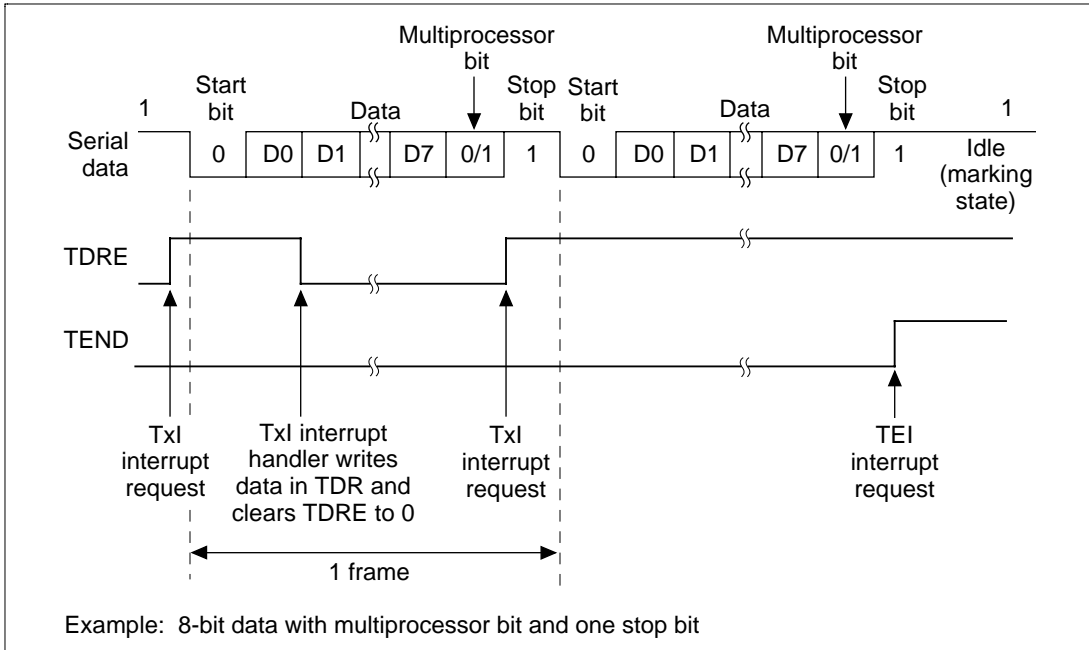 Multiprocessor bit
Multiprocessor bit
Start bit
Stop bit
Start bit
Stop bit
1
Data
Data
1
Serial data
0 D0 D1 D7 0/1 1 0 D0 D1 D7 0/1 1
Idle (marking state)
TDRE
TEND
TxI interrupt request
TxI interrupt handler writes data in TDR and clears TDRE to 0
TxI interrupt request
TEI interrupt request
1 frame
Example: 8-bit data with multiprocessor bit and one stop bit